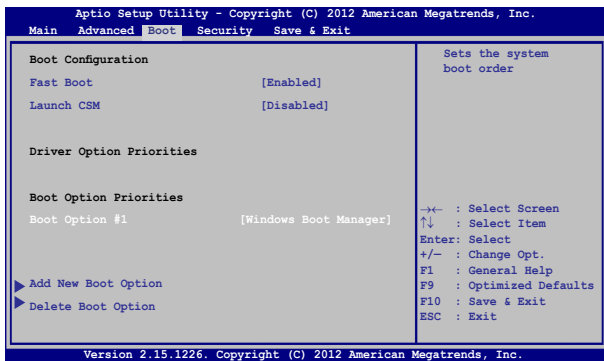 Aptio Setup Utility - Copyright (C) 2012 American Megatrends, Inc.
Main Advanced Boot Security Save & Exit
Boot Configuration
Fast Boot [Enabled]
Launch CSM [Disabled]
Driver Option Priorities
Boot Option Priorities
Boot Option #1 [Windows Boot Manager]
Add New Boot Option
Delete Boot Option
Sets the system
boot order
→← : Select Screen
↑↓ : Select Item
Enter: Select
+/— : Change Opt.
F1 : General Help
F9 : Optimized Defaults
F10 : Save & Exit
ESC : Exit
Version 2.15.1226. Copyright (C) 2012 American Megatrends, Inc.